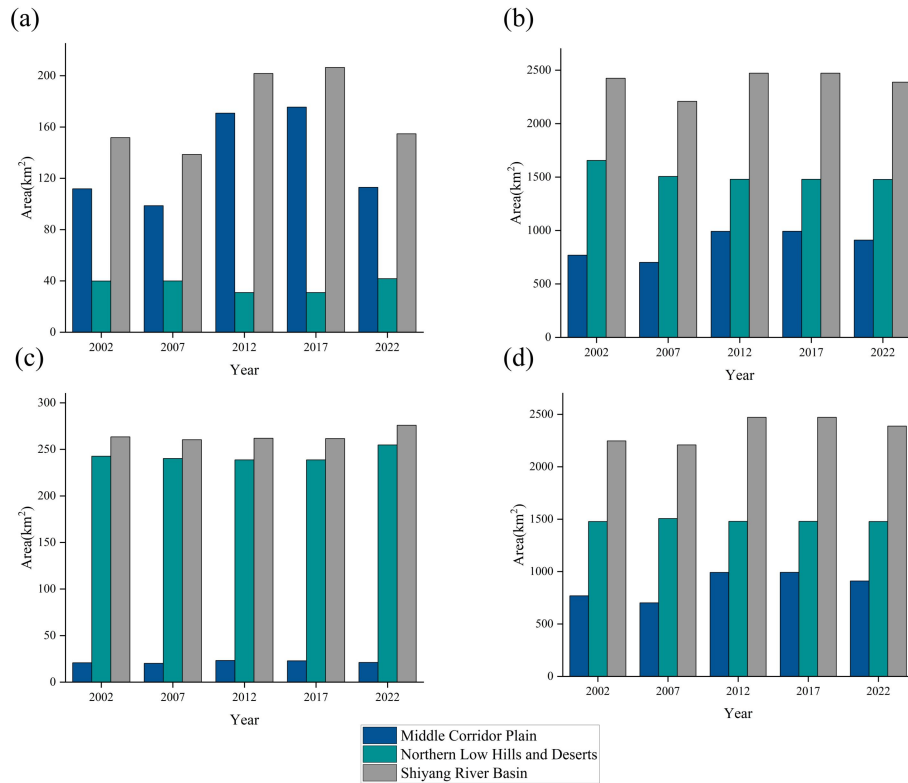 (a)
200
160
120
80
40
0
Area(km²)
2002 2007 2012 2017 2022
Year
(b)
2500
2000
1500
1000
500
0
Area(km²)
2002 2007 2012 2017 2022
Year
(c)
300
250
200
150
100
50
0
Area(km²)
2002 2007 2012 2017 2022
Year
(d)
2500
2000
1500
1000
500
0
Area(km²)
2002 2007 2012 2017 2022
Year
Middle Corridor Plain
Northern Low Hills and Deserts
Shiyang River Basin